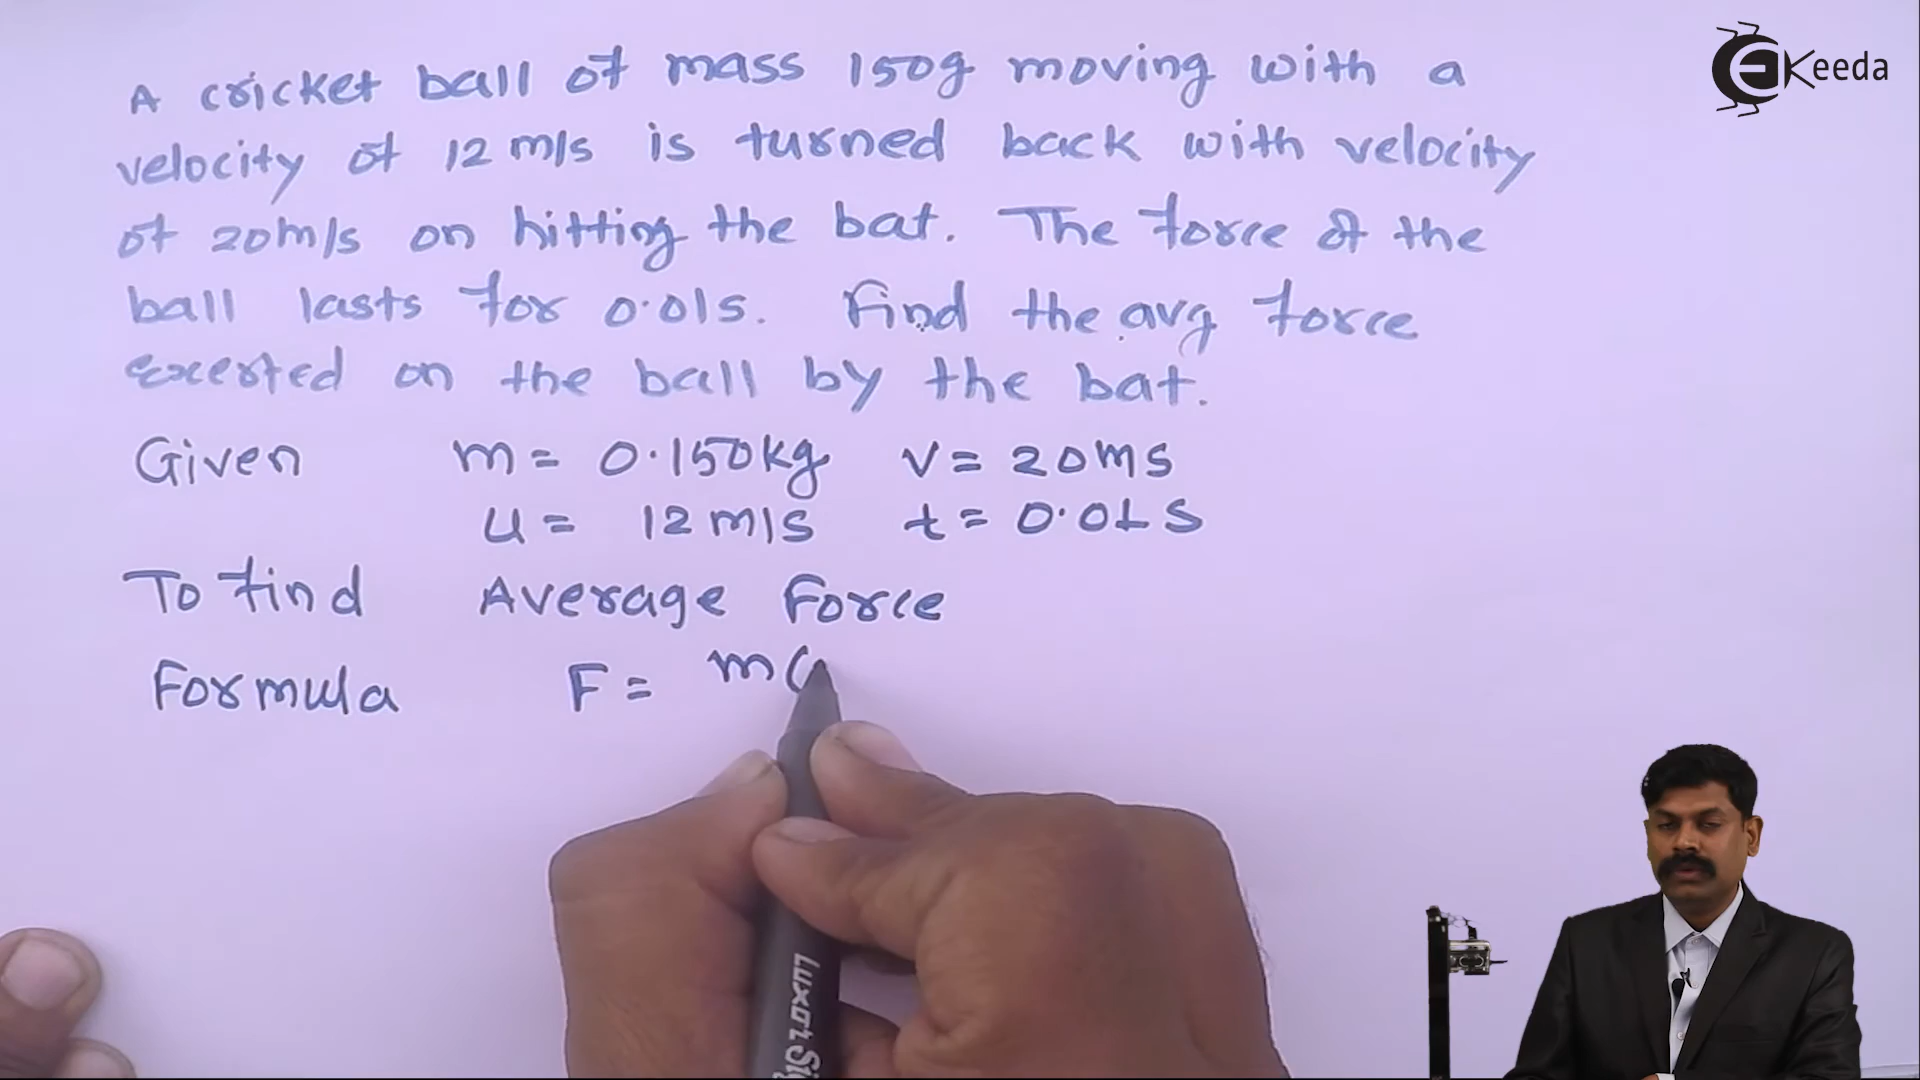 EKeeda
A cricket ball of mass 150g moving with a
velocity of 12 m/s is turned back with velocity
of 20m/s on hitting the bat. The force of the
ball lasts for 0.01s. Find the avg force
exerted on the ball by the bat.
Given m = 0.150kg v = 20ms
u = 12 m/s t = 0.01 S
To find Average Force
Formula F = m(
Luxor